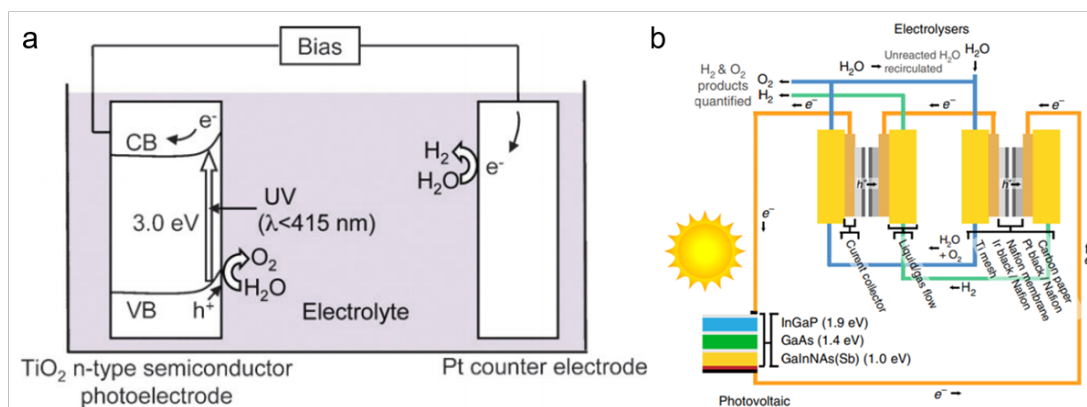 a
Bias
CB
e-
3.0 eV
UV
(λ<415 nm)
O2
H2O
VB
h+
H2
H2O
e-
Electrolyte
TiO2 n-type semiconductor
photoelectrode
Pt counter electrode
b
Electrolysers
H2O
Unreacted H2O
recirculated
H2O
H2 & O2
products
quantified
O2
H2
e-
e-
e-
h+
h+
e-
e-
H2O
+ O2
H2
Current collector
Liquid/gas flow
Ti mesh
Ir black / Nafion
Nafion membrane
Pt black / Nafion
Carbon paper
InGaP (1.9 eV)
GaAs (1.4 eV)
GaInNAs(Sb) (1.0 eV)
Photovoltaic
e-